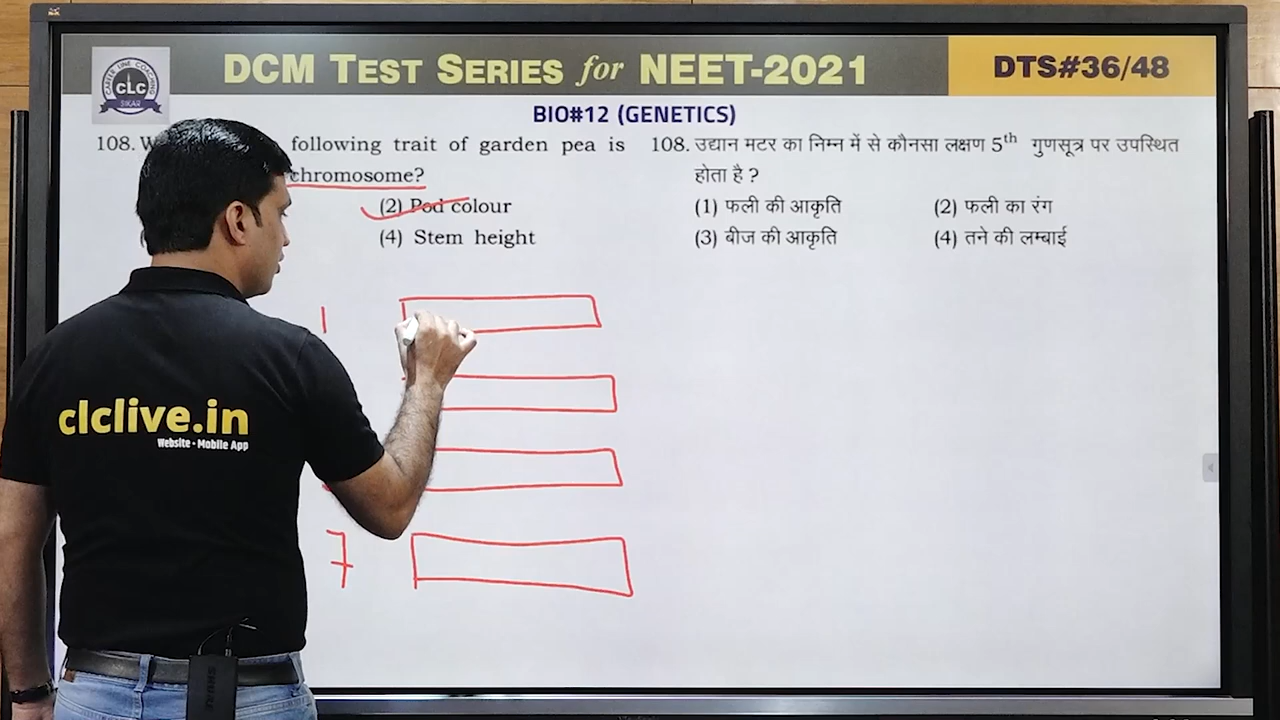 DCM TEST SERIES for NEET-2021
DTS#36/48
CLC
SIKAR
BIO#12 (GENETICS)
108. following trait of garden pea is
chromosome?
(2) Pod colour
(4) Stem height
108. उद्यान मटर का निम्न में से कौनसा लक्षण 5th गुणसूत्र पर उपस्थित
होता है ?
(1) फली की आकृति (2) फली का रंग
(3) बीज की आकृति (4) तने की लम्बाई
1
7
clclive.in
Website • Mobile App